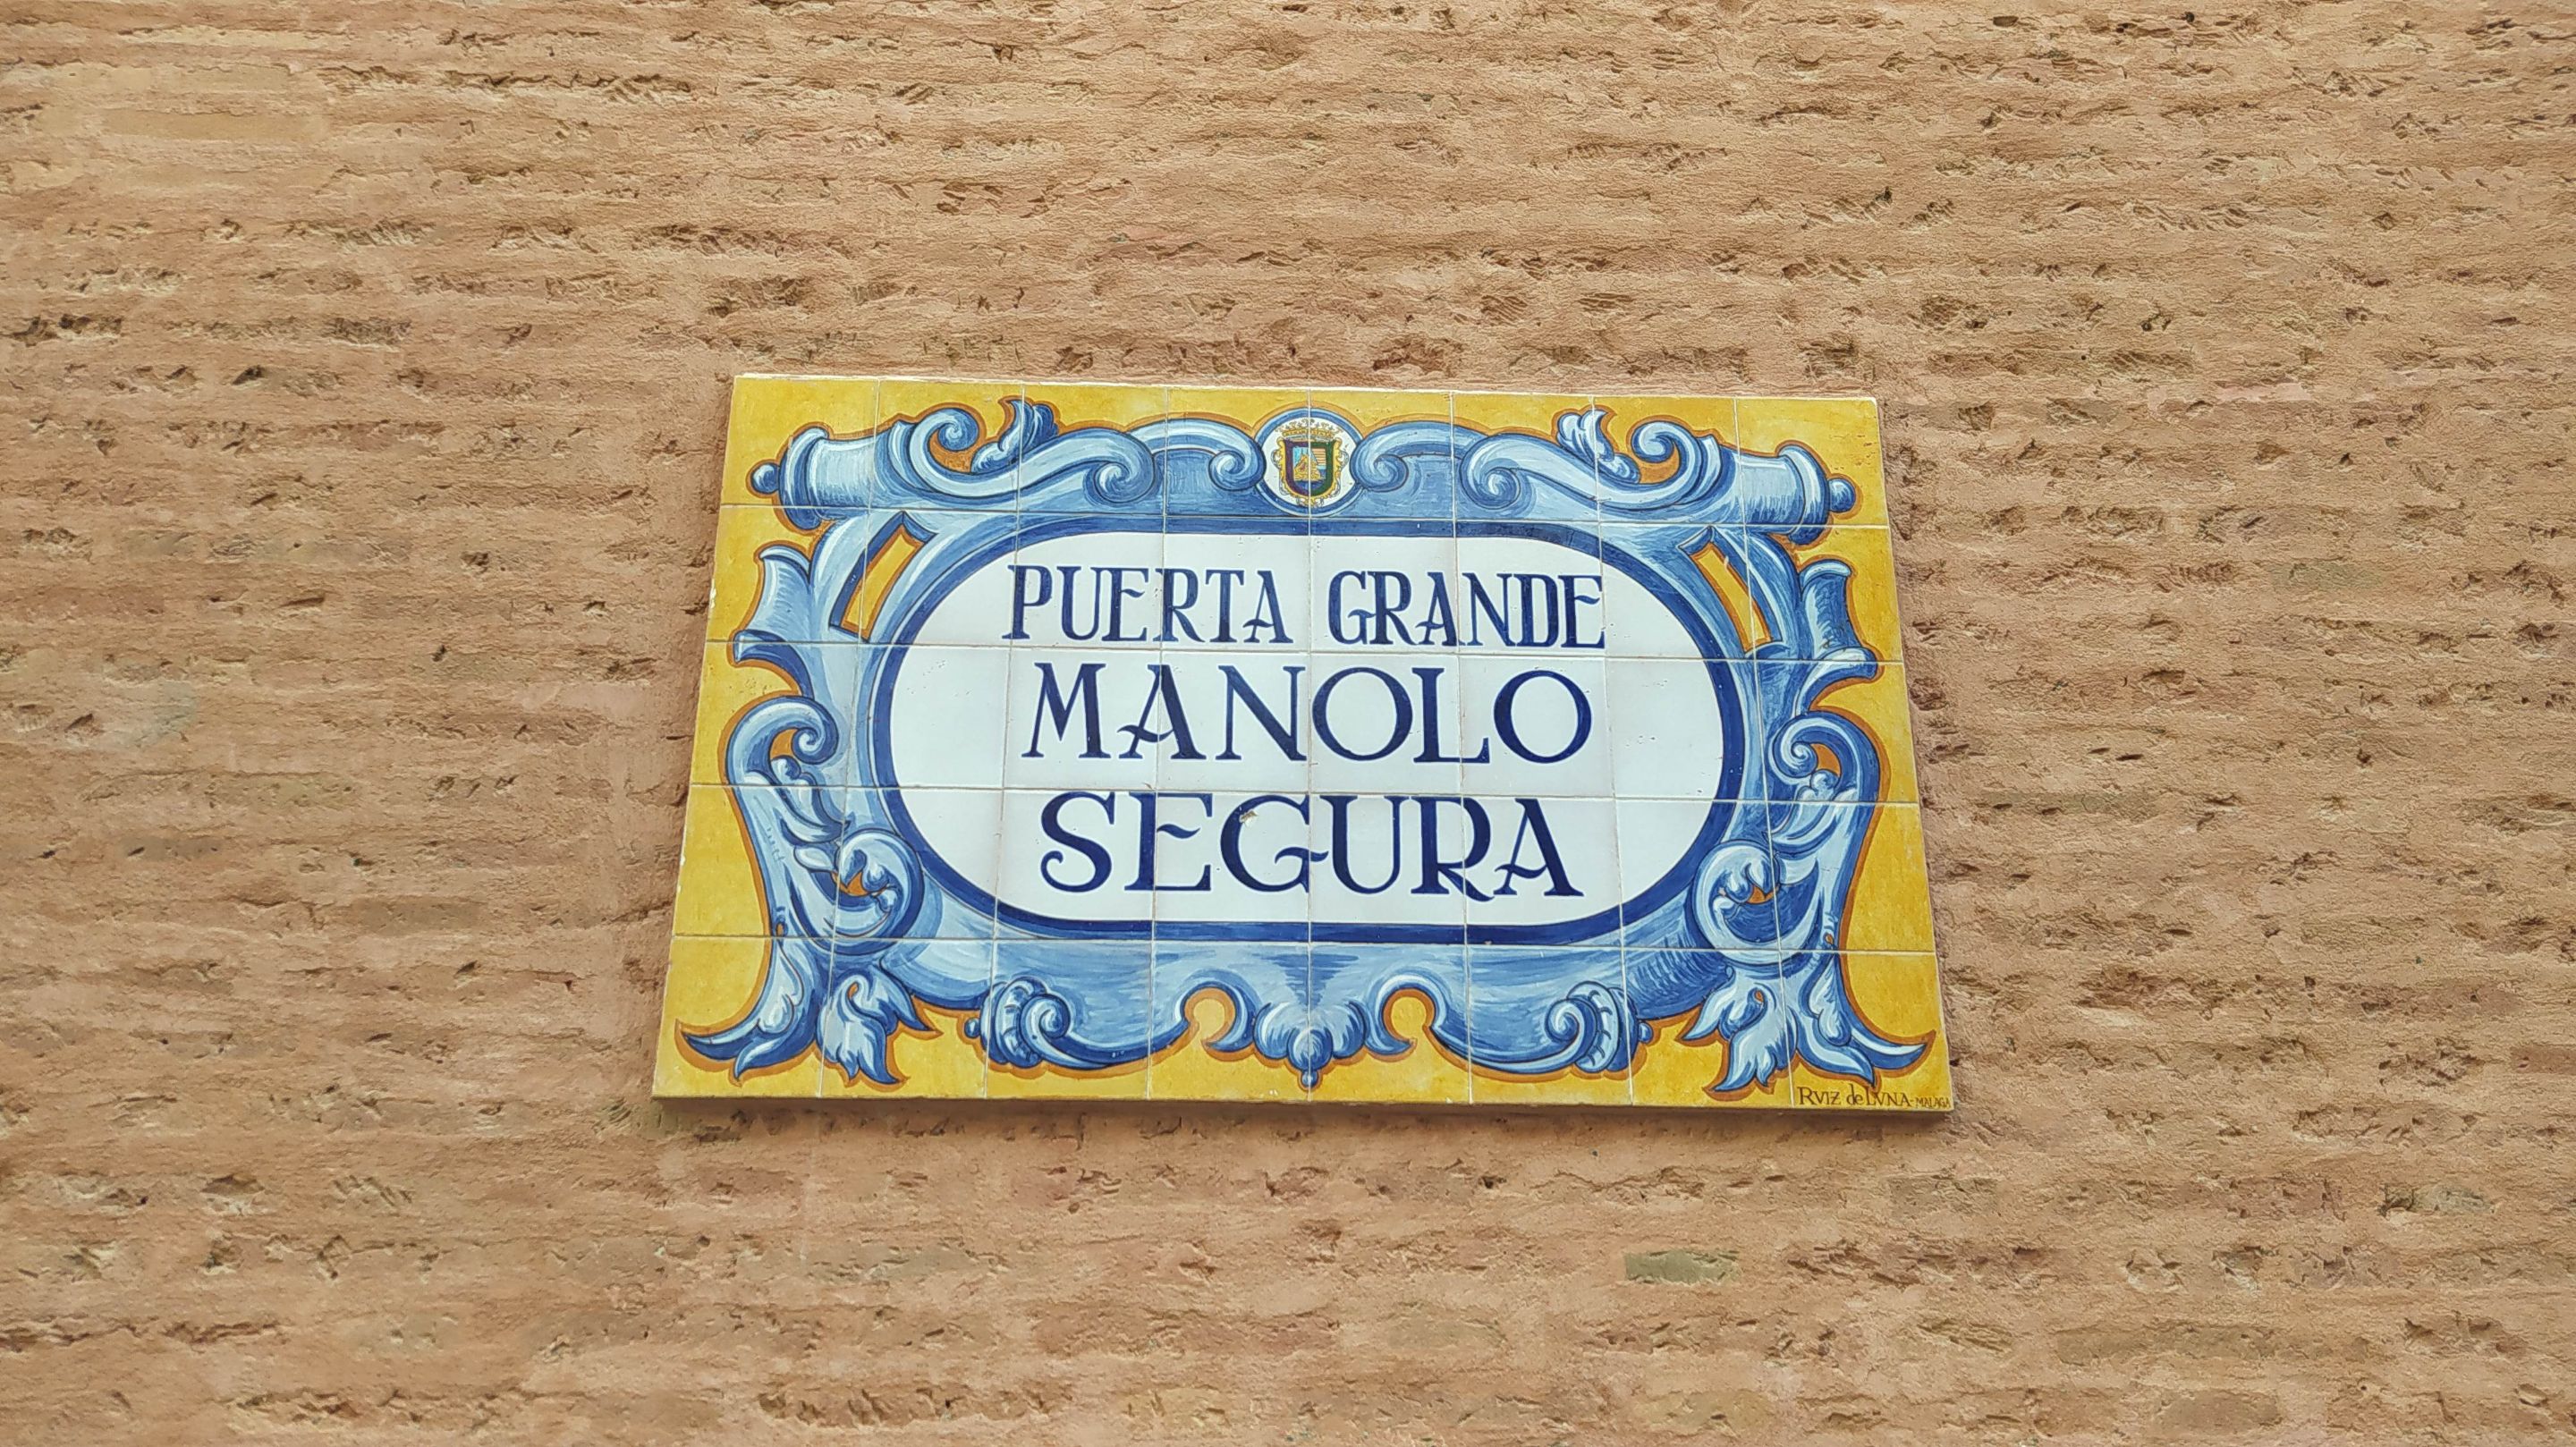 PUERTA GRANDE
MANOLO
SEGURA
RVIZ de LVNA-MALAGA